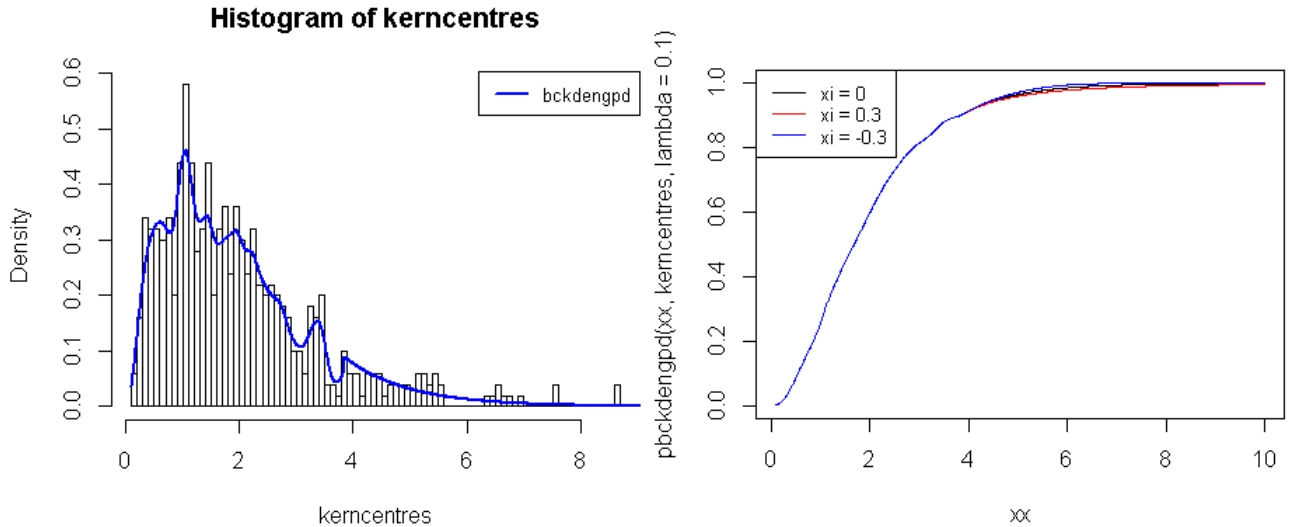 Histogram of kerncentres
Density
0.0 0.1 0.2 0.3 0.4 0.5 0.6
bckdengpd
0 2 4 6 8
kerncentres
pbckdengpd(xx, kerncentres, lambda = 0.1)
0.0 0.2 0.4 0.6 0.8 1.0
xi = 0
xi = 0.3
xi = -0.3
0 2 4 6 8 10
xx